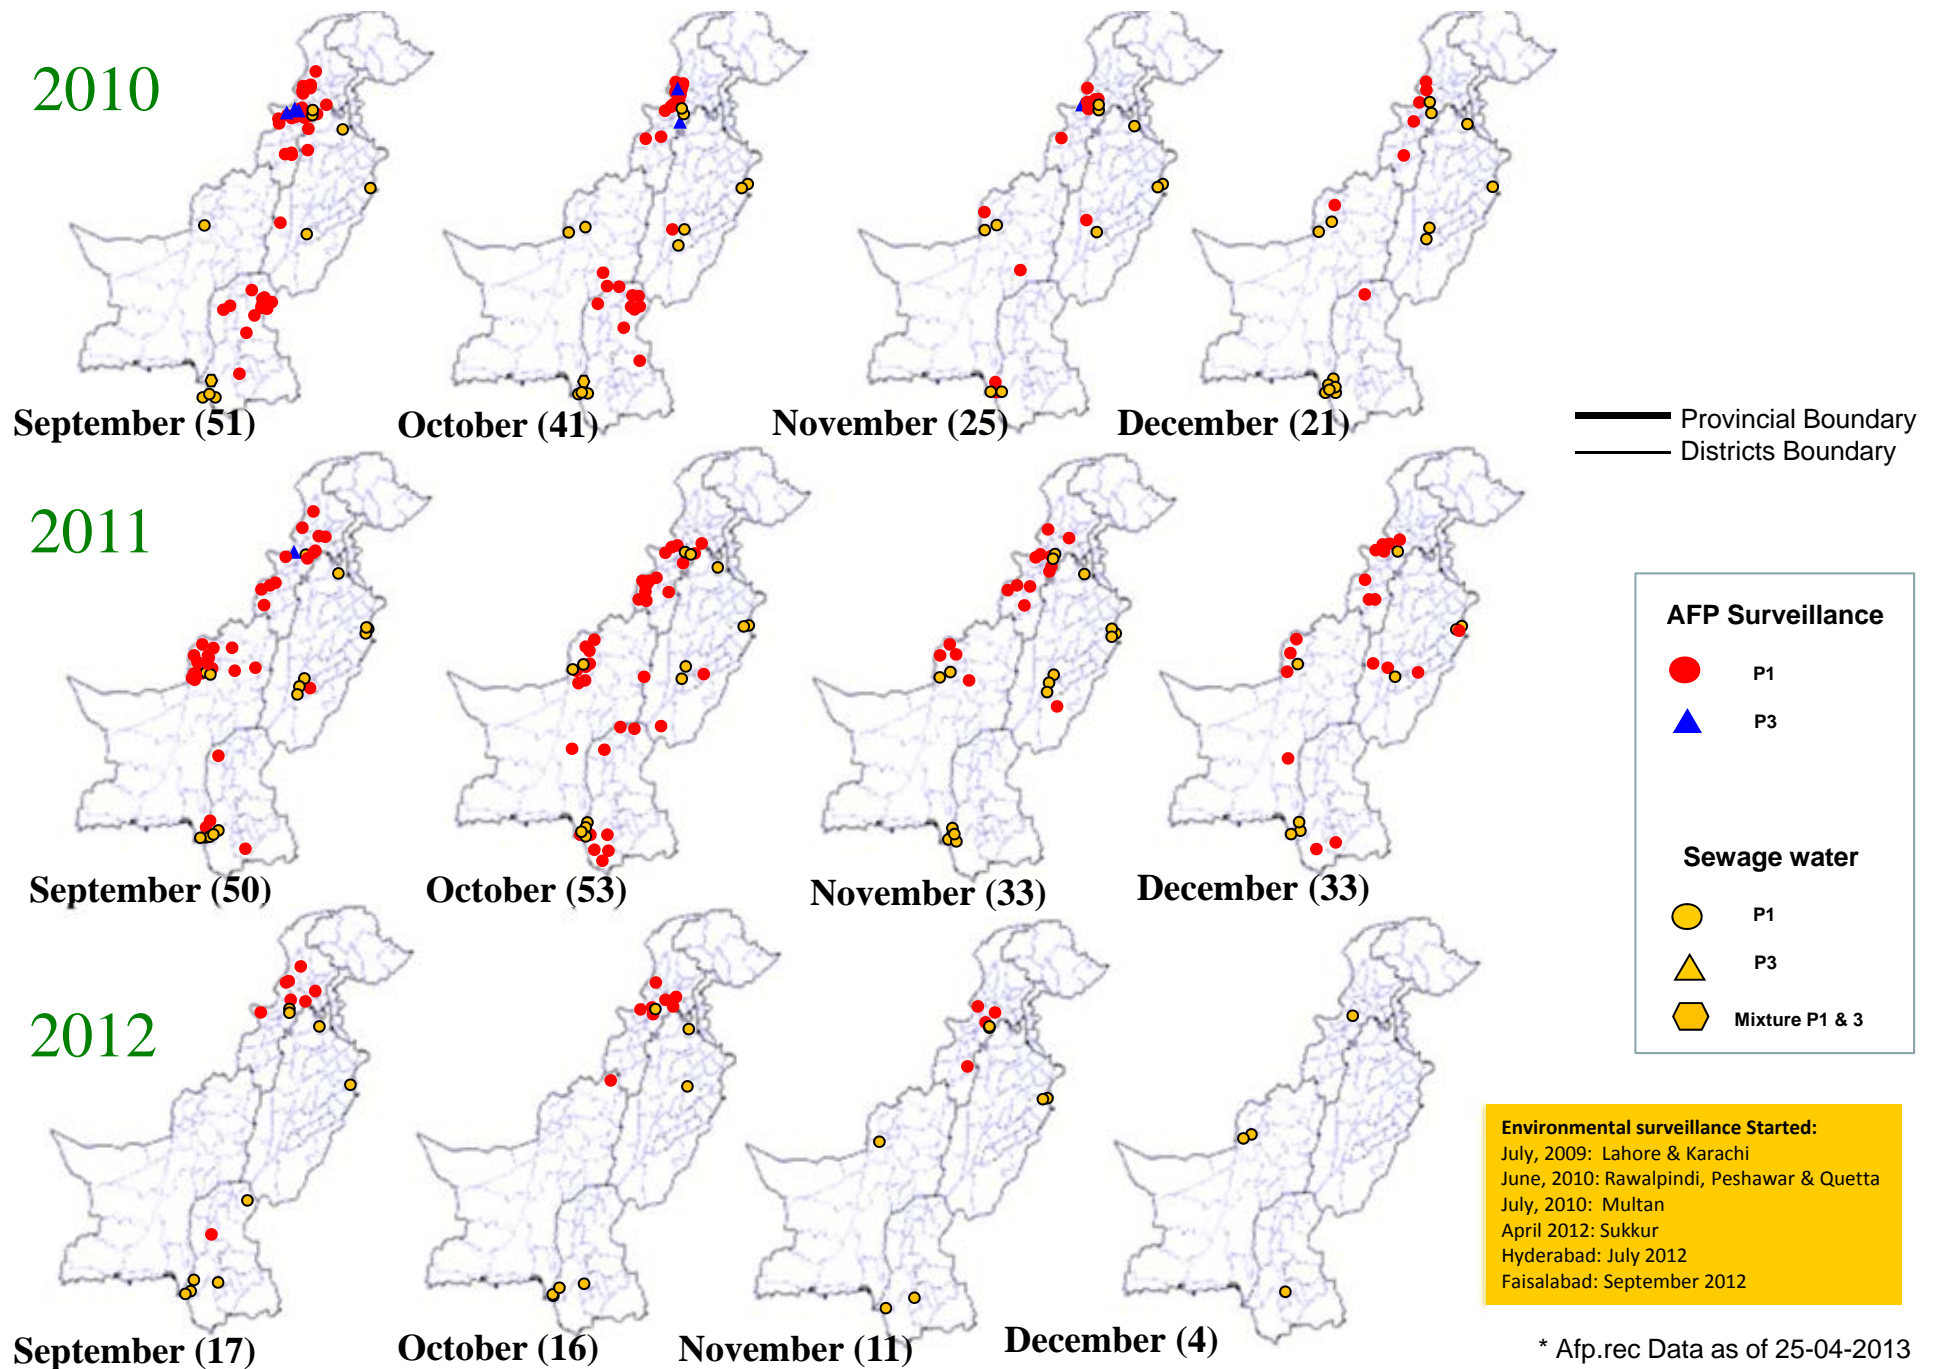 2010
September (51)
October (41)
November (25)
December (21)
Provincial Boundary
Districts Boundary
2011
September (50)
October (53)
November (33)
December (33)
AFP Surveillance
P1
P3
Sewage water
P1
P3
Mixture P1 & 3
2012
September (17)
October (16)
November (11)
December (4)
Environmental surveillance Started:
July, 2009: Lahore & Karachi
June, 2010: Rawalpindi, Peshawar & Quetta
July, 2010: Multan
April 2012: Sukkur
Hyderabad: July 2012
Faisalabad: September 2012
* Afp.rec Data as of 25-04-2013